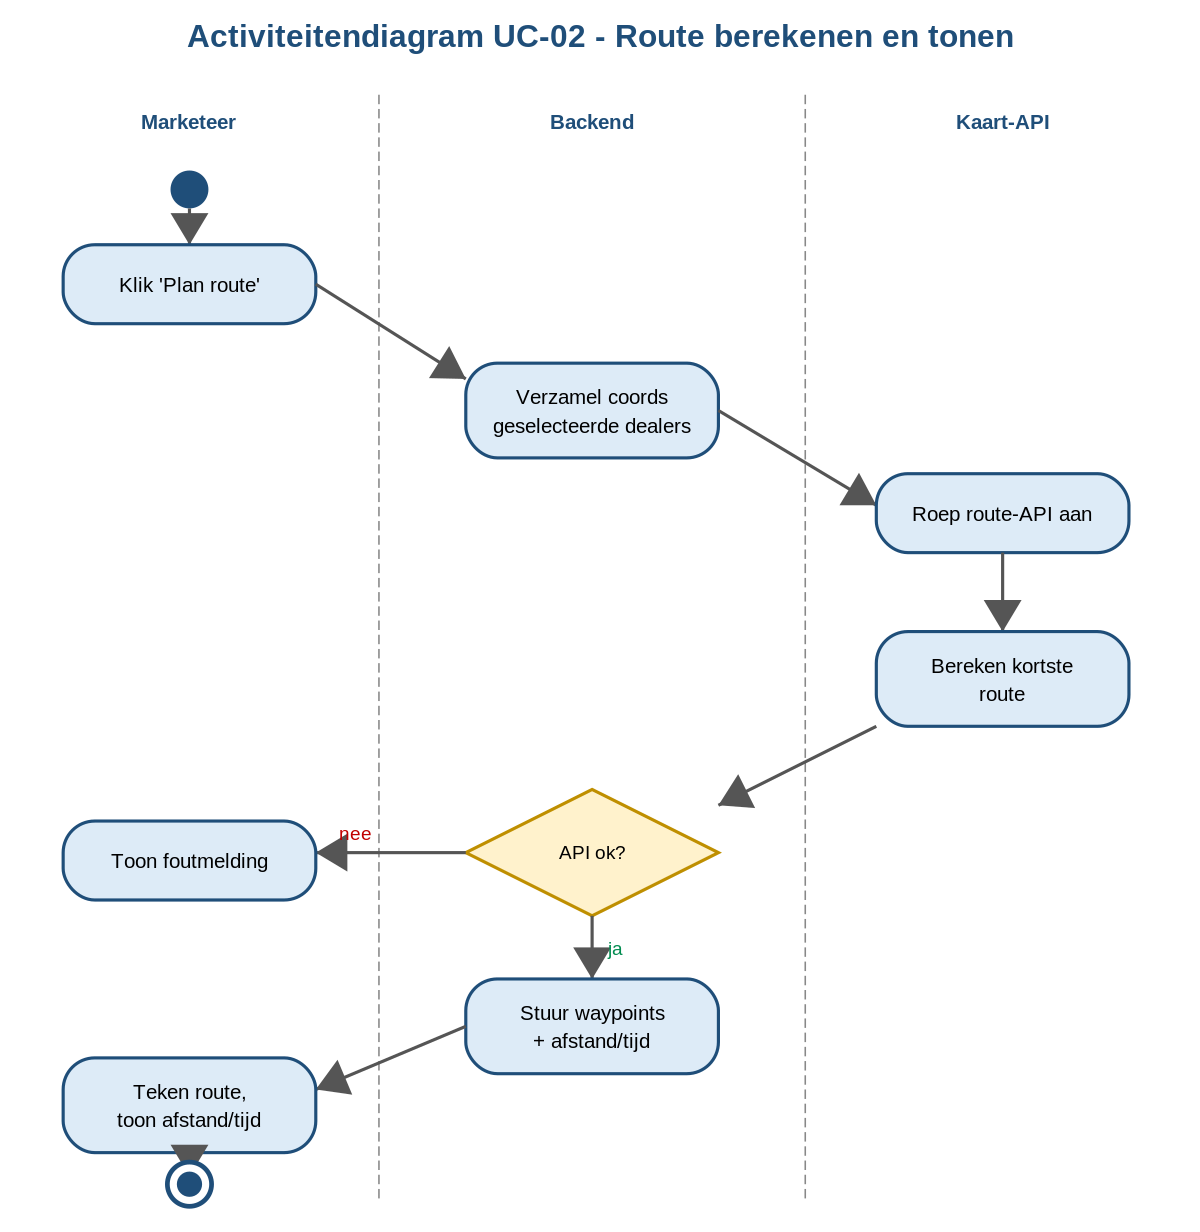 Activiteitendiagram UC-02 - Route berekenen en tonen
Marketeer
Backend
Kaart-API
Klik 'Plan route'
Verzamel coords
geselecteerde dealers
Roep route-API aan
Bereken kortste
route
nee
Toon foutmelding
API ok?
ja
Stuur waypoints
+ afstand/tijd
Teken route,
toon afstand/tijd